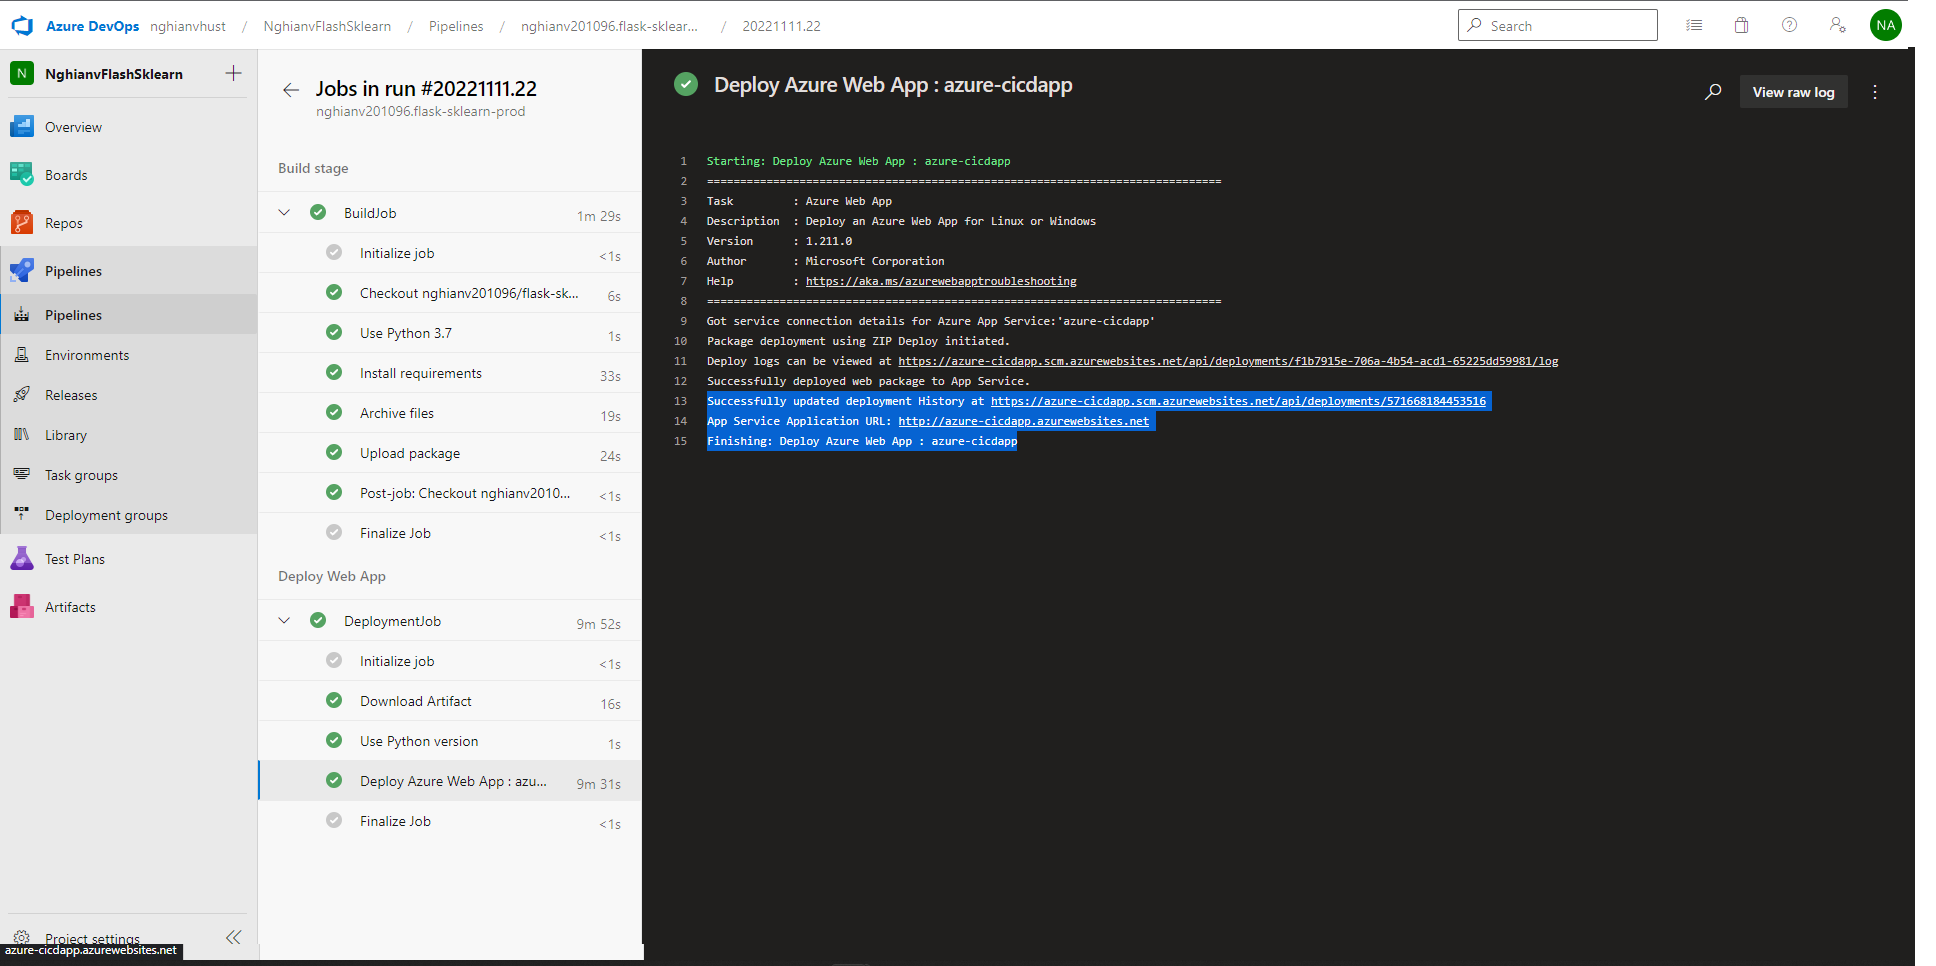 Azure DevOps nghianvhust / NghianvFlashSklearn / Pipelines / nghianv201096.flask-sklear... / 20221111.22
Search
NA
N NghianvFlashSklearn
Overview
Boards
Repos
Pipelines
Pipelines
Environments
Releases
Library
Task groups
Deployment groups
Test Plans
Artifacts
Project settings
azure-cicdapp.azurewebsites.net
Jobs in run #20221111.22
nghianv201096.flask-sklearn-prod
Build stage
BuildJob 1m 29s
Initialize job <1s
Checkout nghianv201096/flask-sk... 6s
Use Python 3.7 1s
Install requirements 33s
Archive files 19s
Upload package 24s
Post-job: Checkout nghianv2010... <1s
Finalize Job <1s
Deploy Web App
DeploymentJob 9m 52s
Initialize job <1s
Download Artifact 16s
Use Python version 1s
Deploy Azure Web App : azu... 9m 31s
Finalize Job <1s
Deploy Azure Web App : azure-cicdapp
View raw log
1 Starting: Deploy Azure Web App : azure-cicdapp
2 ==============================================================================
3 Task : Azure Web App
4 Description : Deploy an Azure Web App for Linux or Windows
5 Version : 1.211.0
6 Author : Microsoft Corporation
7 Help : https://aka.ms/azurewebapptroubleshooting
8 ==============================================================================
9 Got service connection details for Azure App Service:'azure-cicdapp'
10 Package deployment using ZIP Deploy initiated.
11 Deploy logs can be viewed at https://azure-cicdapp.scm.azurewebsites.net/api/deployments/f1b7915e-706a-4b54-acd1-65225dd59981/log
12 Successfully deployed web package to App Service.
13 Successfully updated deployment History at https://azure-cicdapp.scm.azurewebsites.net/api/deployments/571668184453516
14 App Service Application URL: http://azure-cicdapp.azurewebsites.net
15 Finishing: Deploy Azure Web App : azure-cicdapp